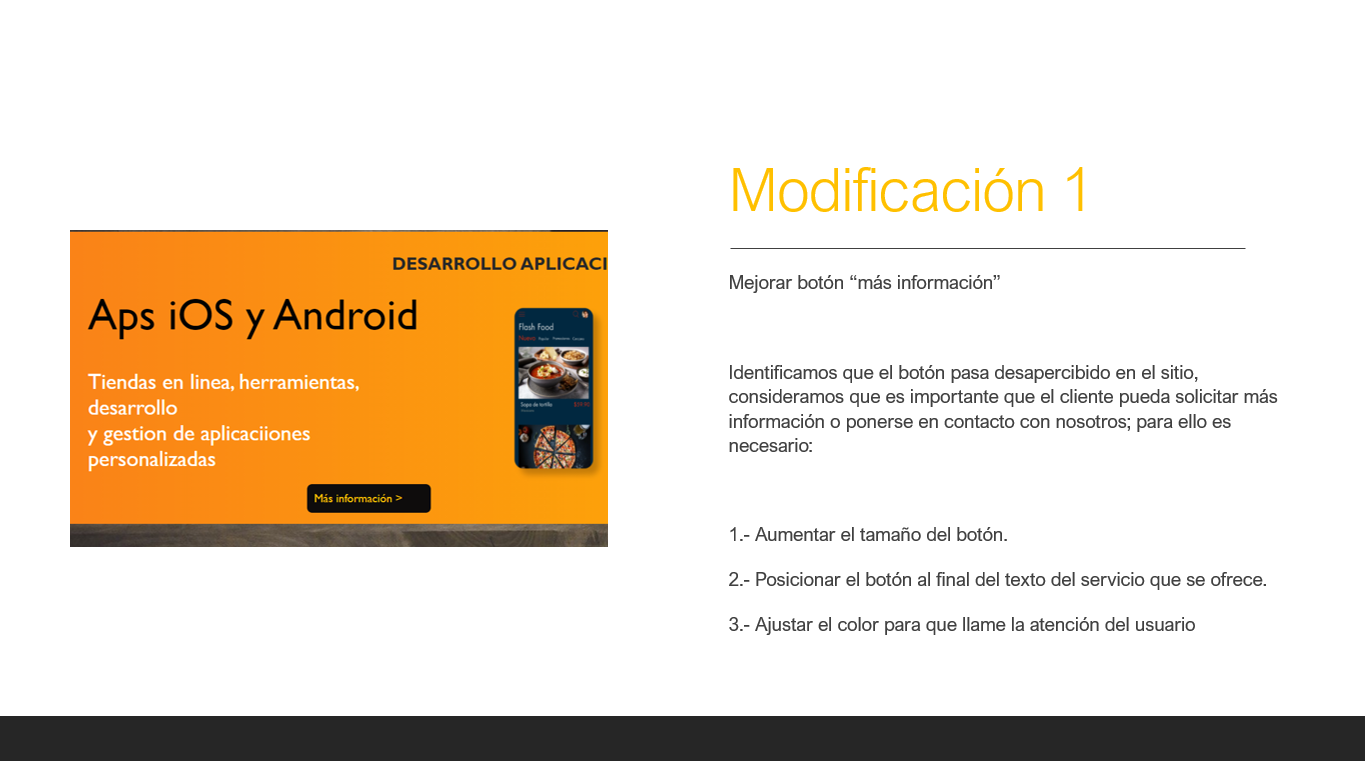 Modificación 1
Mejorar botón “más información”
Identificamos que el botón pasa desapercibido en el sitio,
consideramos que es importante que el cliente pueda solicitar más
información o ponerse en contacto con nosotros; para ello es
necesario:
1.- Aumentar el tamaño del botón.
2.- Posicionar el botón al final del texto del servicio que se ofrece.
3.- Ajustar el color para que llame la atención del usuario
DESARROLLO APLICACI
Aps iOS y Android
Tiendas en linea, herramientas,
desarrollo
y gestion de aplicaciiones
personalizadas
Más información >
Flash Food
Sopa de tortilla